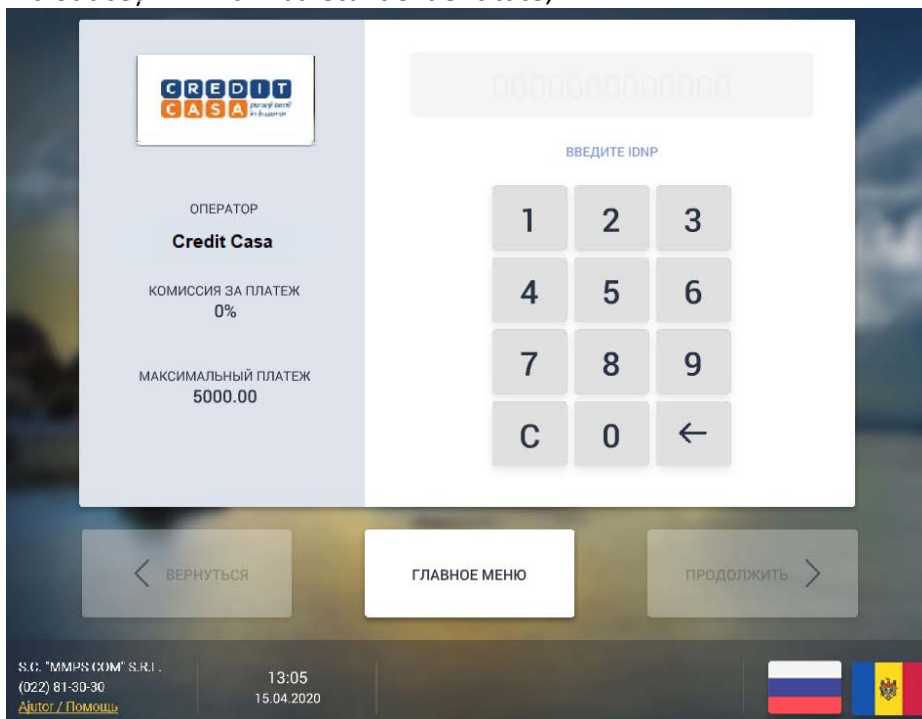 CREDIT
CASA
ОПЕРАТОР
Credit Casa
КОМИССИЯ ЗА ПЛАТЕЖ
0%
МАКСИМАЛЬНЫЙ ПЛАТЕЖ
5000.00
0000000000000
ВВЕДИТЕ IDNP
1 2 3
4 5 6
7 8 9
C 0 ←
ВЕРНУТЬСЯ
ГЛАВНОЕ МЕНЮ
ПРОДОЛЖИТЬ
S.C. "MMPS COM" S.R.L.
(022) 81-30-30
Ajutor / Помощь
13:05
15.04.2020